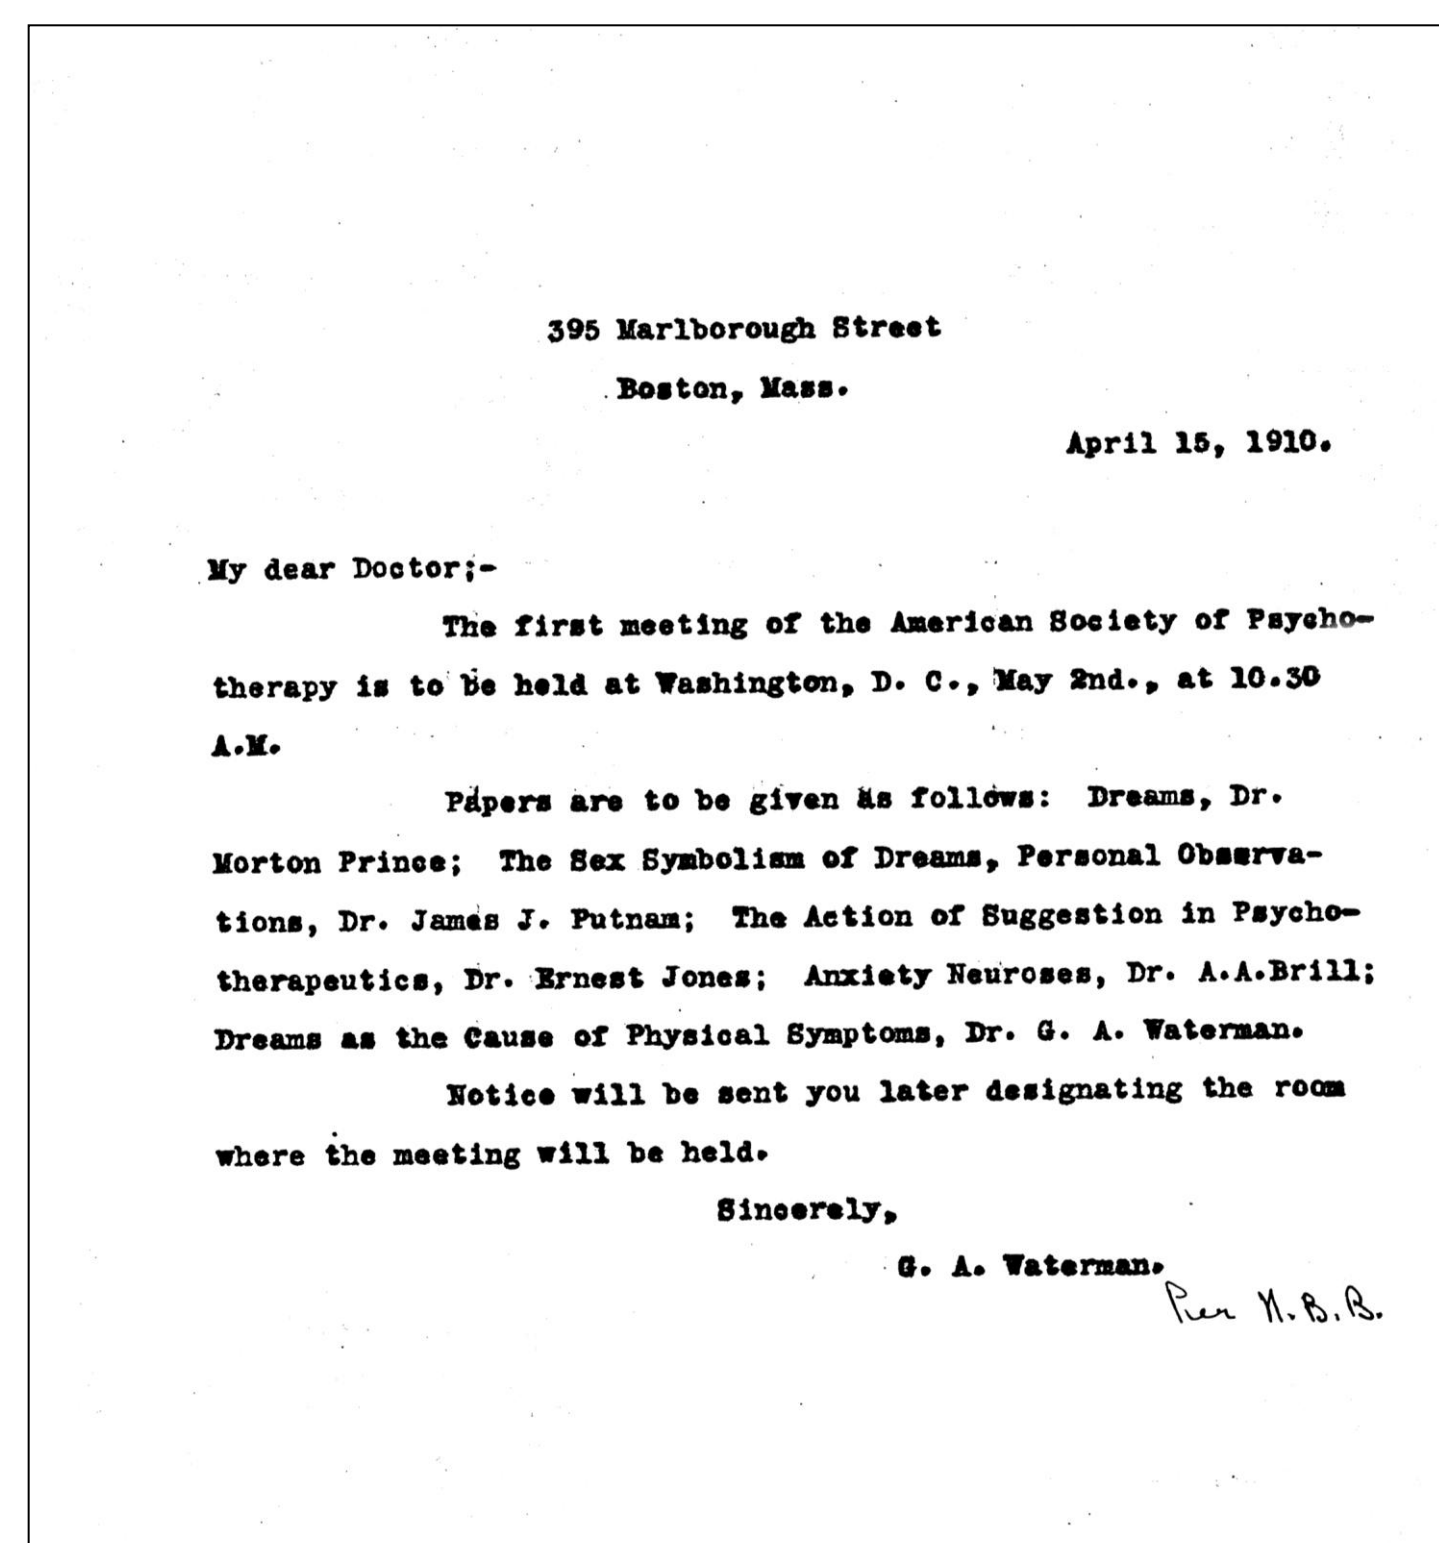 395 Marlborough Street
Boston, Mass.
April 15, 1910.
My dear Doctor;-
The first meeting of the American Society of Psycho-
therapy is to be held at Washington, D. C., May 2nd., at 10.30
A.M.
Papers are to be given as follows: Dreams, Dr.
Morton Prince; The Sex Symbolism of Dreams, Personal Observa-
tions, Dr. James J. Putnam; The Action of Suggestion in Psycho-
therapeutics, Dr. Ernest Jones; Anxiety Neuroses, Dr. A.A.Brill;
Dreams as the Cause of Physical Symptoms, Dr. G. A. Waterman.
Notice will be sent you later designating the room
where the meeting will be held.
Sincerely,
G. A. Waterman.
Per N.B.B.